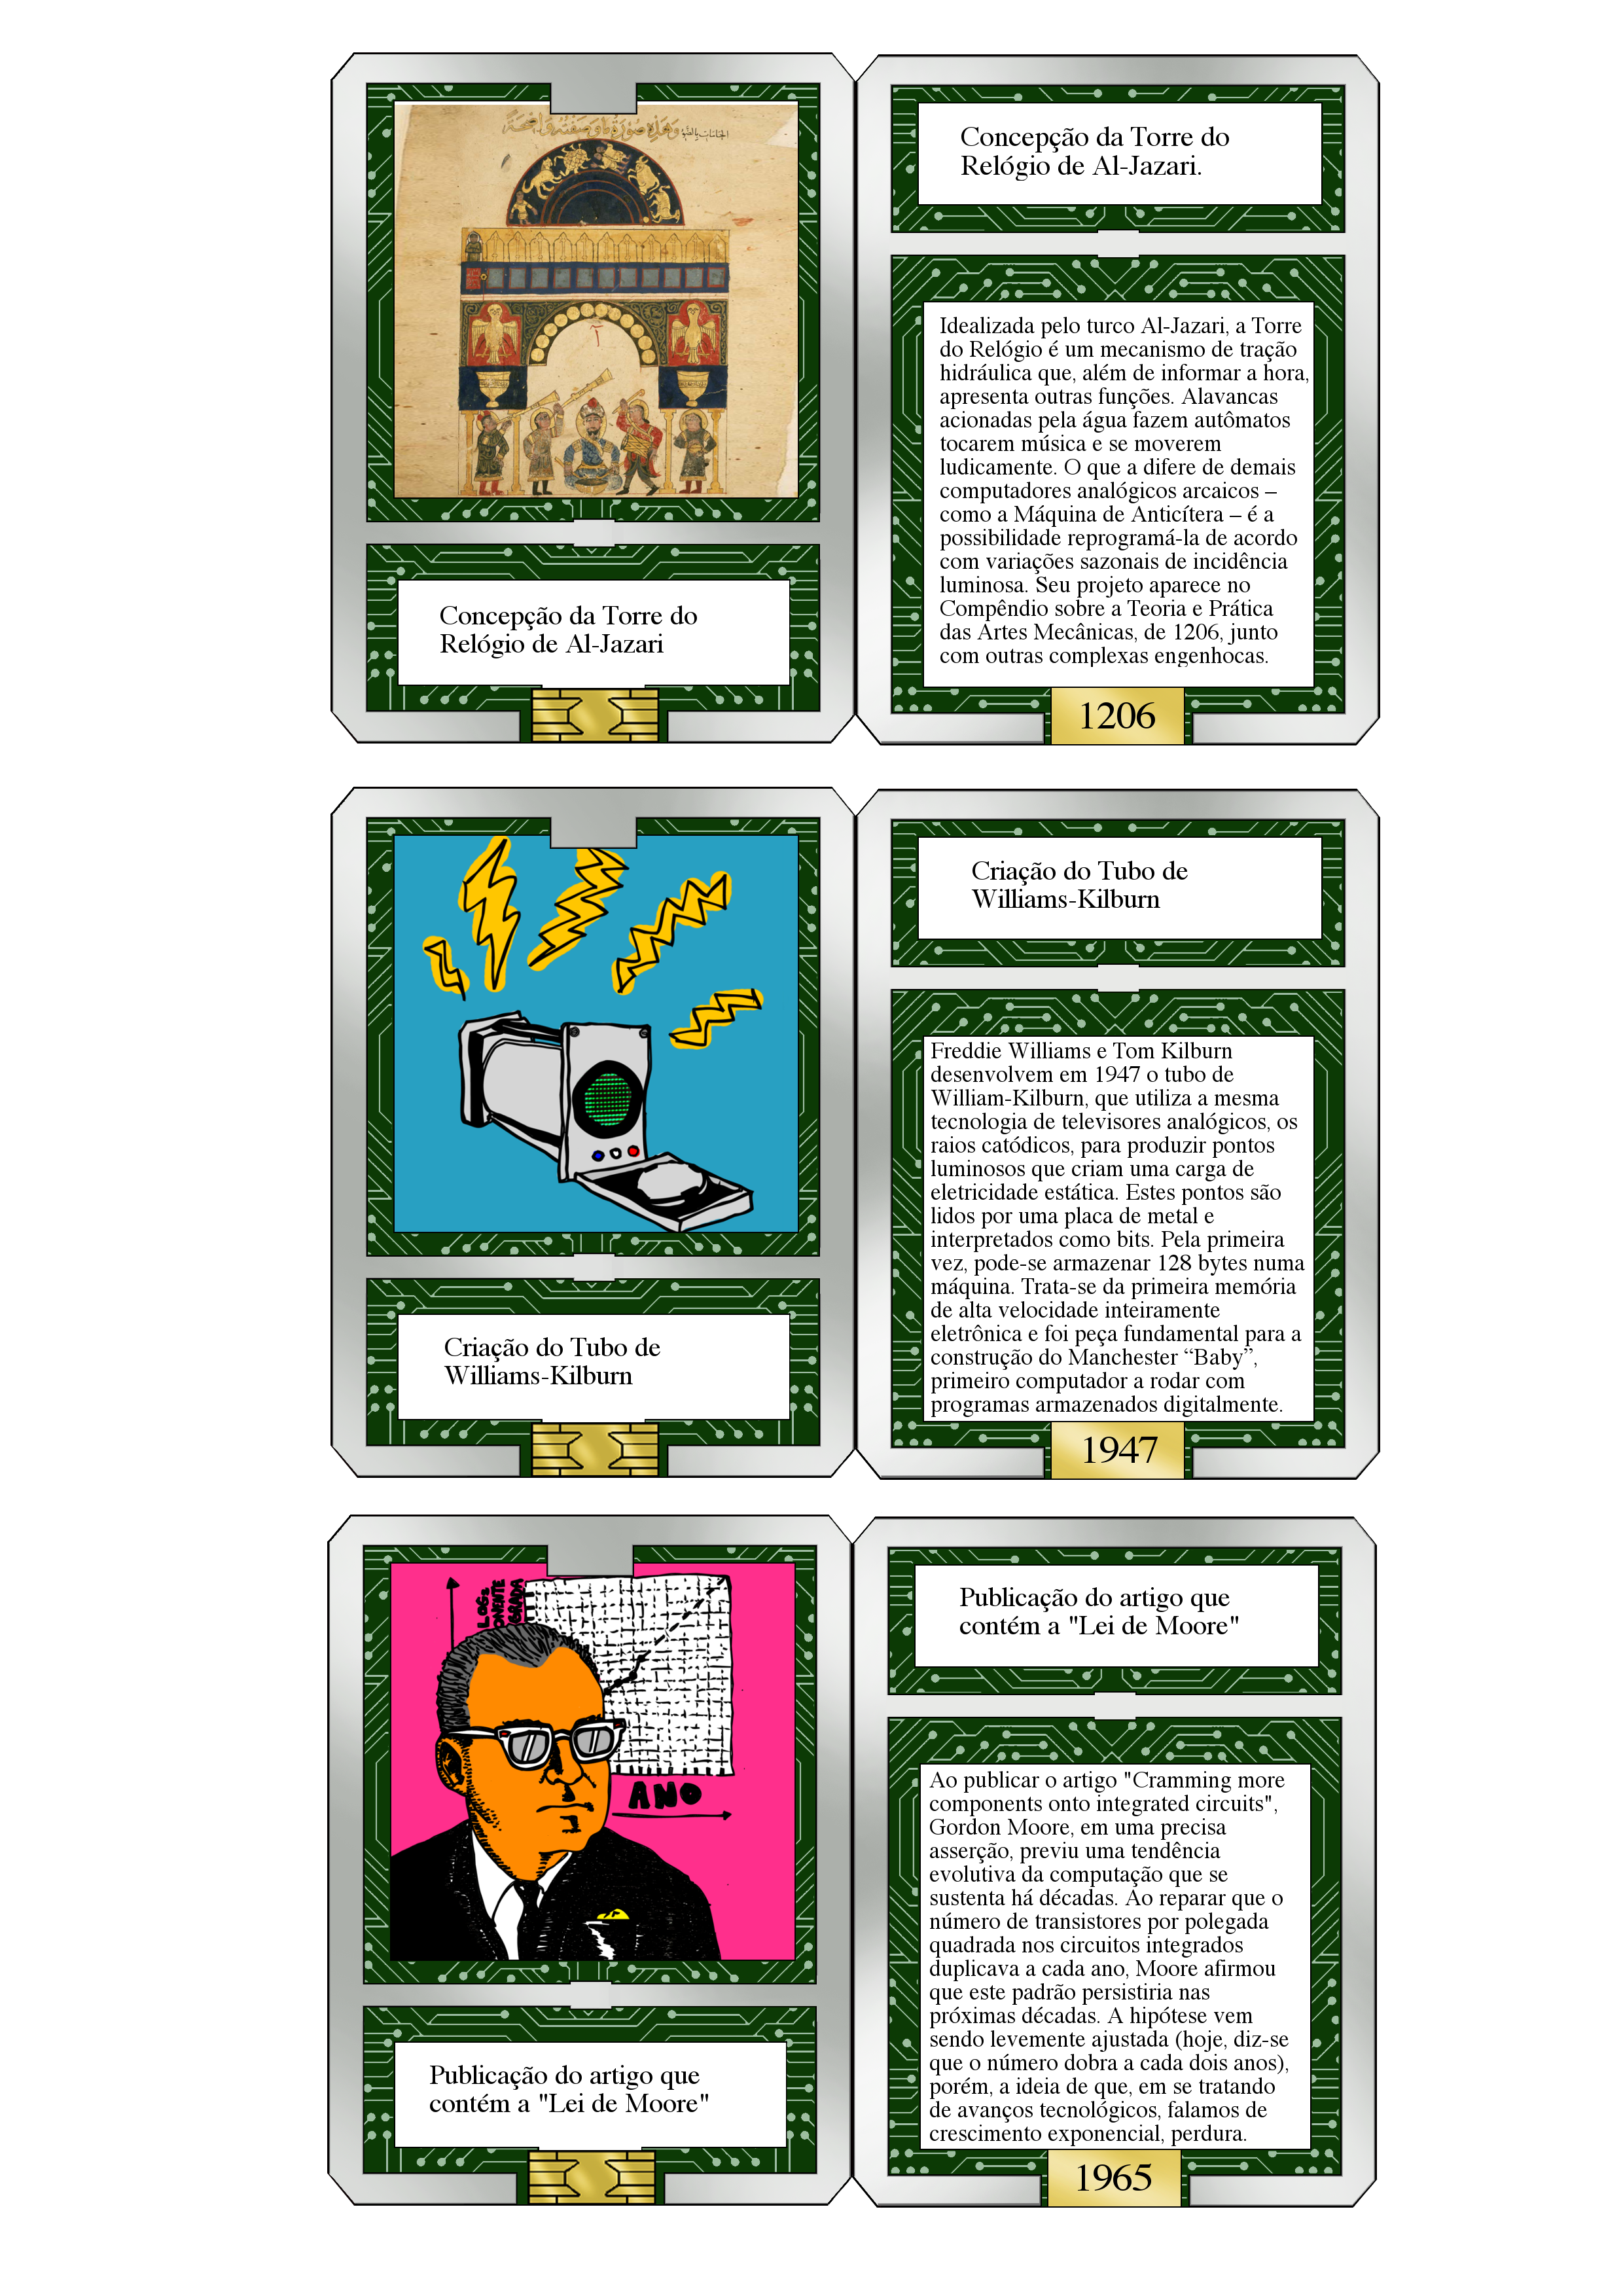 Concepção da Torre do
Relógio de Al-Jazari
Concepção da Torre do
Relógio de Al-Jazari.
Idealizada pelo turco Al-Jazari, a Torre
do Relógio é um mecanismo de tração
hidráulica que, além de informar a hora,
apresenta outras funções. Alavancas
acionadas pela água fazem autômatos
tocarem música e se moverem
ludicamente. O que a difere de demais
computadores analógicos arcaicos –
como a Máquina de Anticítera – é a
possibilidade reprogramá-la de acordo
com variações sazonais de incidência
luminosa. Seu projeto aparece no
Compêndio sobre a Teoria e Prática
das Artes Mecânicas, de 1206, junto
com outras complexas engenhocas.
1206
Criação do Tubo de
Williams-Kilburn
Criação do Tubo de
Williams-Kilburn
Freddie Williams e Tom Kilburn
desenvolvem em 1947 o tubo de
William-Kilburn, que utiliza a mesma
tecnologia de televisores analógicos, os
raios catódicos, para produzir pontos
luminosos que criam uma carga de
eletricidade estática. Estes pontos são
lidos por uma placa de metal e
interpretados como bits. Pela primeira
vez, pode-se armazenar 128 bytes numa
máquina. Trata-se da primeira memória
de alta velocidade inteiramente
eletrônica e foi peça fundamental para a
construção do Manchester “Baby”,
primeiro computador a rodar com
programas armazenados digitalmente.
1947
LOG₂
ONENTE
GRADA
ANO
Publicação do artigo que
contém a "Lei de Moore"
Publicação do artigo que
contém a "Lei de Moore"
Ao publicar o artigo "Cramming more
components onto integrated circuits",
Gordon Moore, em uma precisa
asserção, previu uma tendência
evolutiva da computação que se
sustenta há décadas. Ao reparar que o
número de transistores por polegada
quadrada nos circuitos integrados
duplicava a cada ano, Moore afirmou
que este padrão persistiria nas
próximas décadas. A hipótese vem
sendo levemente ajustada (hoje, diz-se
que o número dobra a cada dois anos),
porém, a ideia de que, em se tratando
de avanços tecnológicos, falamos de
crescimento exponencial, perdura.
1965